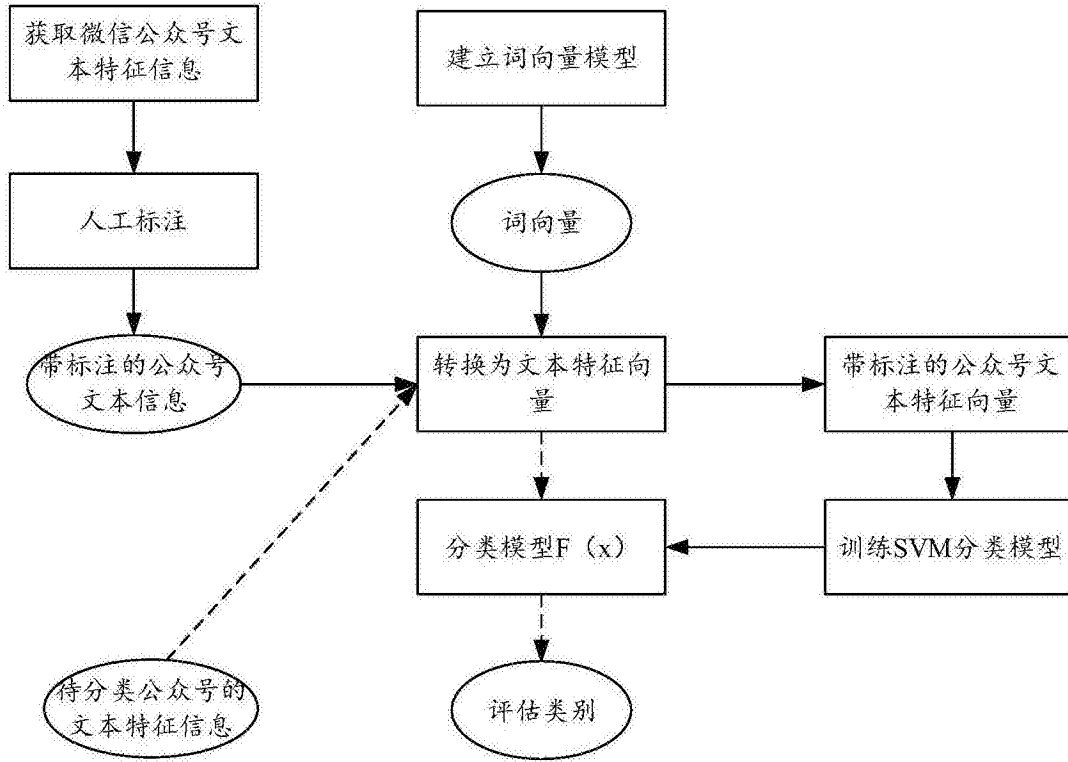 获取微信公众号文
本特征信息
建立词向量模型
人工标注
词向量
带标注的公众号
文本信息
转换为文本特征向
量
带标注的公众号文
本特征向量
分类模型F（x）
训练SVM分类模型
待分类公众号的
文本特征信息
评估类别